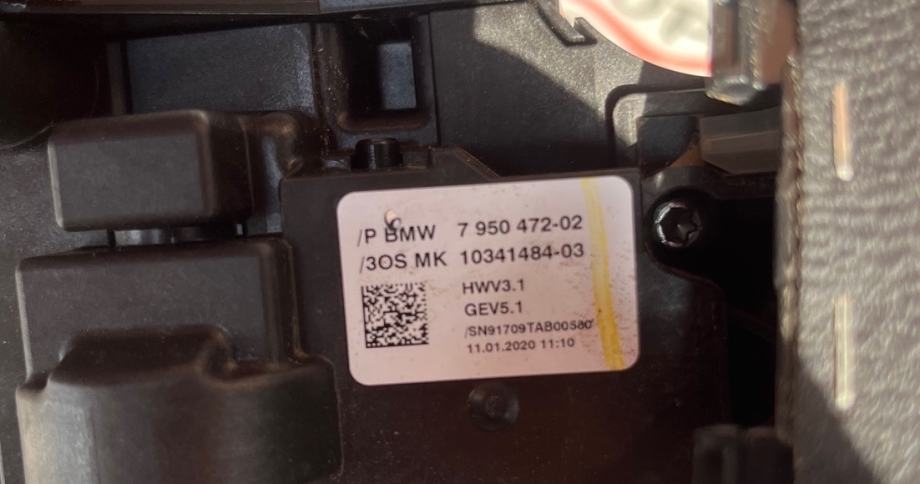 /P BMW 7 950 472-02
/3OS MK 10341484-03
HWV3.1
GEV5.1
/SN91709TAB00580
11.01.2020 11:10